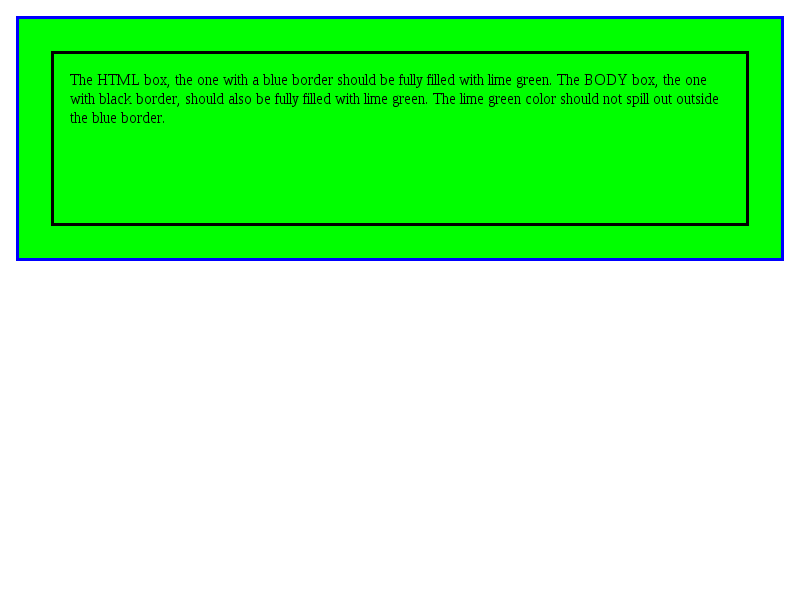 The HTML box, the one with a blue border should be fully filled with lime green. The BODY box, the one
with black border, should also be fully filled with lime green. The lime green color should not spill out outside
the blue border.